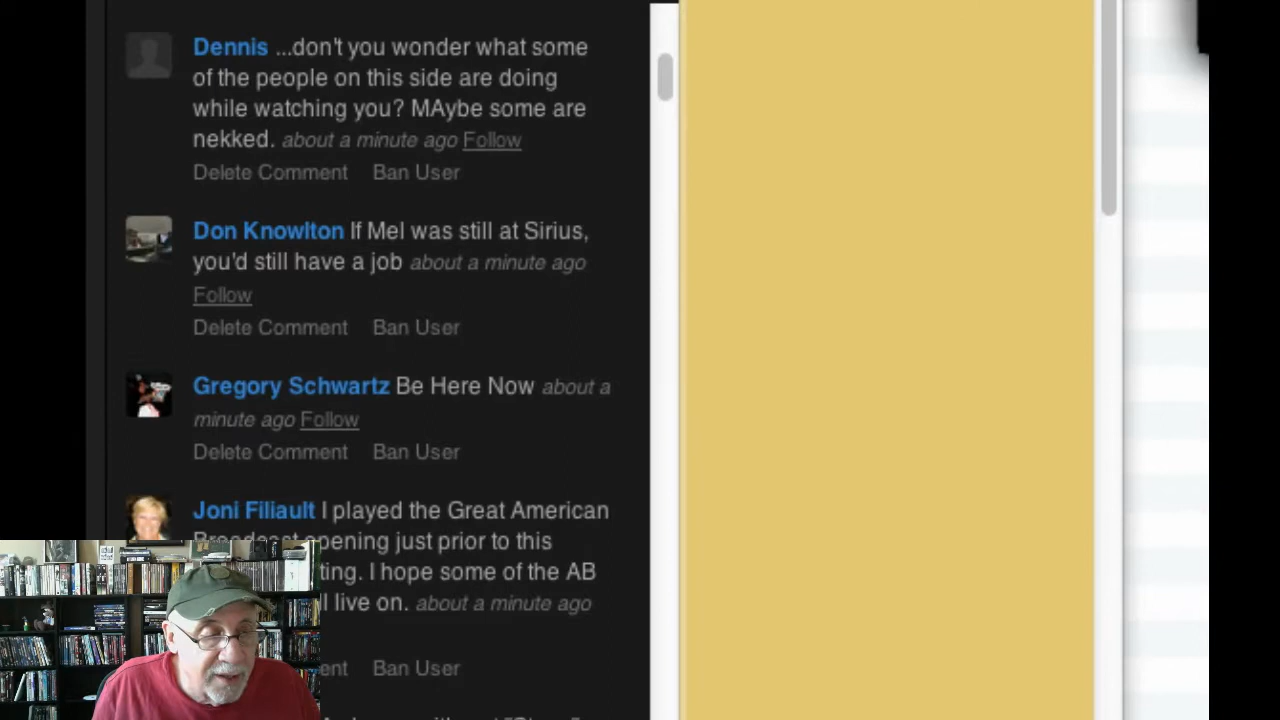 Dennis ...don't you wonder what some
of the people on this side are doing
while watching you? MAybe some are
nekked. about a minute ago Follow
Delete Comment Ban User
Don Knowlton If Mel was still at Sirius,
you'd still have a job about a minute ago
Follow
Delete Comment Ban User
Gregory Schwartz Be Here Now about a
minute ago Follow
Delete Comment Ban User
Joni Filiault I played the Great American
opening just prior to this
ting. I hope some of the AB
l live on. about a minute ago
ent Ban User